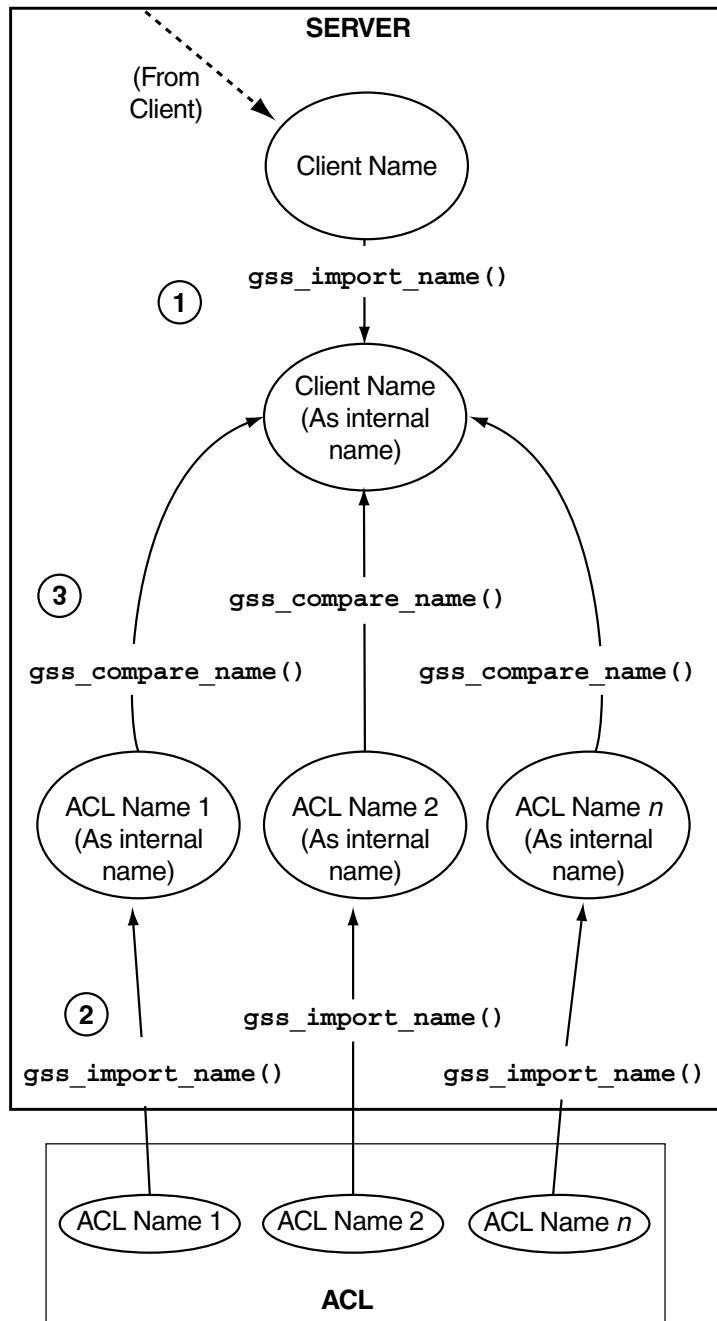 SERVER
(From
Client)
Client Name
gss_import_name()
1
Client Name
(As internal
name)
3
gss_compare_name()
gss_compare_name()
gss_compare_name()
ACL Name 1
(As internal
name)
ACL Name 2
(As internal
name)
ACL Name n
(As internal
name)
2
gss_import_name()
gss_import_name()
gss_import_name()
ACL Name 1
ACL Name 2
ACL Name n
ACL